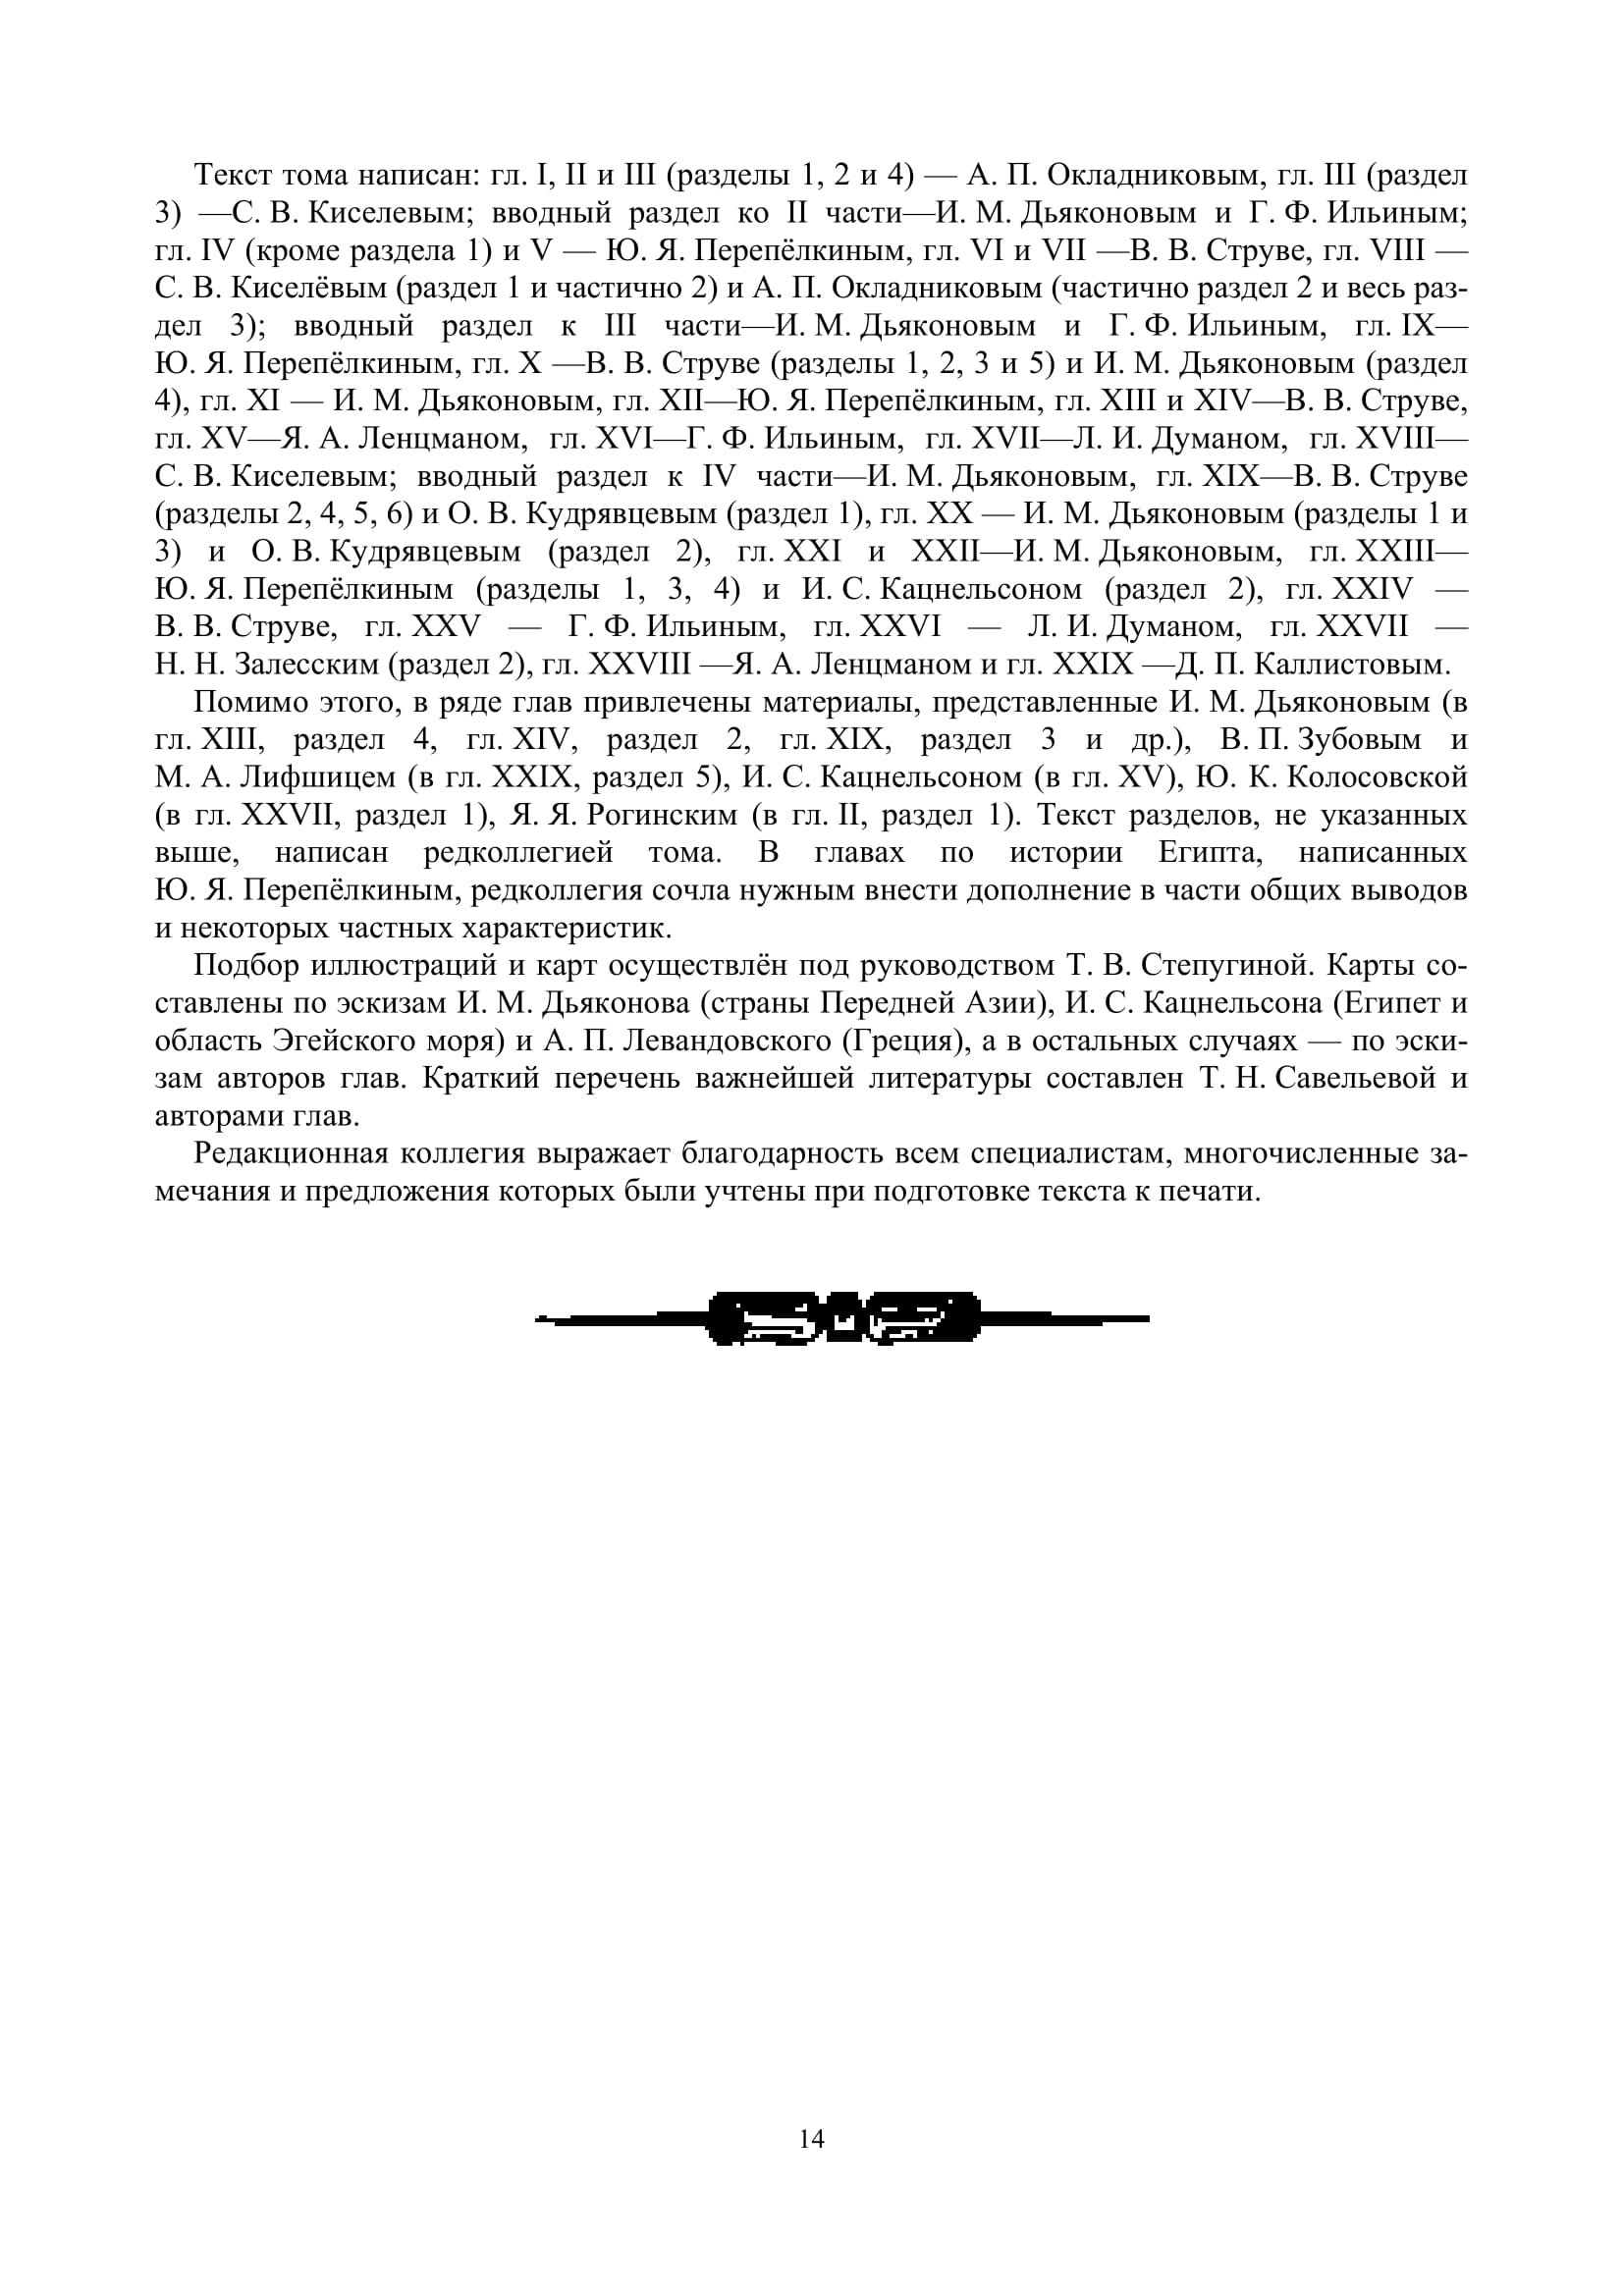 Текст тома написан: гл. I, II и III (разделы 1, 2 и 4) — А. П. Окладниковым, гл. III (раздел
3) —С. В. Киселевым; вводный раздел ко II части—И. М. Дьяконовым и Г. Ф. Ильиным;
гл. IV (кроме раздела 1) и V — Ю. Я. Перепёлкиным, гл. VI и VII —В. В. Струве, гл. VIII —
С. В. Киселёвым (раздел 1 и частично 2) и А. П. Окладниковым (частично раздел 2 и весь раз-
дел 3); вводный раздел к III части—И. М. Дьяконовым и Г. Ф. Ильиным, гл. IX—
Ю. Я. Перепёлкиным, гл. X —В. В. Струве (разделы 1, 2, 3 и 5) и И. М. Дьяконовым (раздел
4), гл. XI — И. М. Дьяконовым, гл. XII—Ю. Я. Перепёлкиным, гл. XIII и XIV—В. В. Струве,
гл. XV—Я. А. Ленцманом, гл. XVI—Г. Ф. Ильиным, гл. XVII—Л. И. Думаном, гл. XVIII—
С. В. Киселевым; вводный раздел к IV части—И. М. Дьяконовым, гл. XIX—В. В. Струве
(разделы 2, 4, 5, 6) и О. В. Кудрявцевым (раздел 1), гл. XX — И. М. Дьяконовым (разделы 1 и
3) и О. В. Кудрявцевым (раздел 2), гл. XXI и XXII—И. М. Дьяконовым, гл. XXIII—
Ю. Я. Перепёлкиным (разделы 1, 3, 4) и И. С. Кацнельсоном (раздел 2), гл. XXIV —
В. В. Струве, гл. XXV — Г. Ф. Ильиным, гл. XXVI — Л. И. Думаном, гл. XXVII —
Н. Н. Залесским (раздел 2), гл. XXVIII —Я. А. Ленцманом и гл. XXIX —Д. П. Каллистовым.
Помимо этого, в ряде глав привлечены материалы, представленные И. М. Дьяконовым (в
гл. XIII, раздел 4, гл. XIV, раздел 2, гл. XIX, раздел 3 и др.), В. П. Зубовым и
М. А. Лифшицем (в гл. XXIX, раздел 5), И. С. Кацнельсоном (в гл. XV), Ю. К. Колосовской
(в гл. XXVII, раздел 1), Я. Я. Рогинским (в гл. II, раздел 1). Текст разделов, не указанных
выше, написан редколлегией тома. В главах по истории Египта, написанных
Ю. Я. Перепёлкиным, редколлегия сочла нужным внести дополнение в части общих выводов
и некоторых частных характеристик.
Подбор иллюстраций и карт осуществлён под руководством Т. В. Степугиной. Карты со-
ставлены по эскизам И. М. Дьяконова (страны Передней Азии), И. С. Кацнельсона (Египет и
область Эгейского моря) и А. П. Левандовского (Греция), а в остальных случаях — по эски-
зам авторов глав. Краткий перечень важнейшей литературы составлен Т. Н. Савельевой и
авторами глав.
Редакционная коллегия выражает благодарность всем специалистам, многочисленные за-
мечания и предложения которых были учтены при подготовке текста к печати.
14